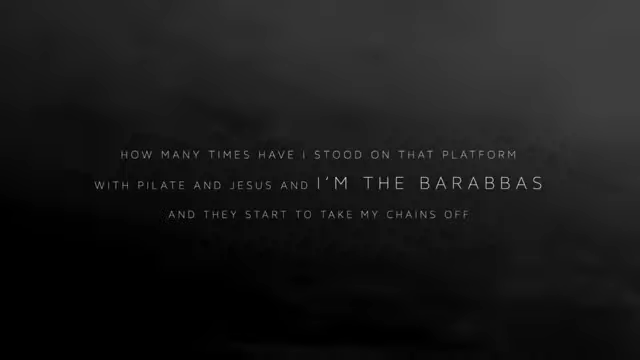 HOW MANY TIMES HAVE I STOOD ON THAT PLATFORM
WITH PILATE AND JESUS AND I'M THE BARABBAS
AND THEY START TO TAKE MY CHAINS OFF